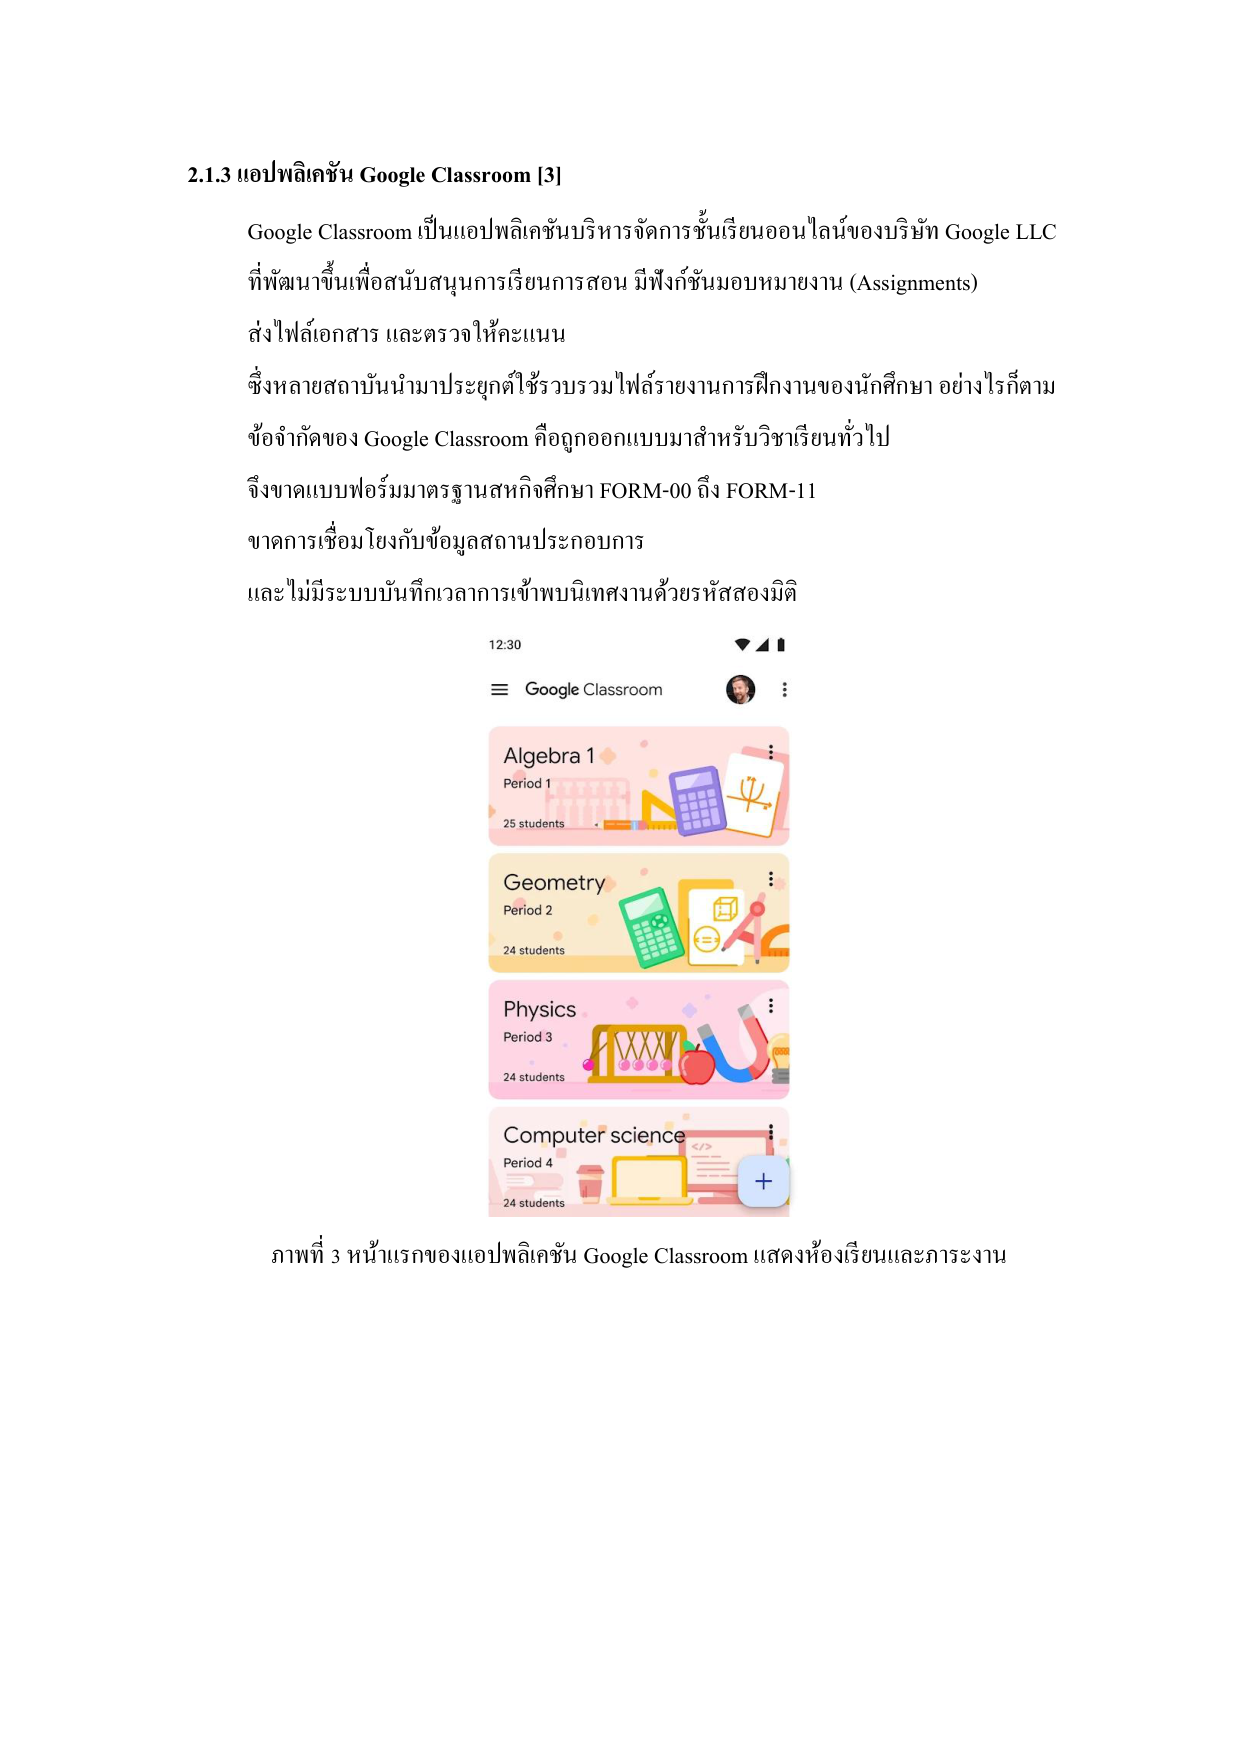 2.1.3 แอปพลิเคชัน Google Classroom [3]
Google Classroom เป็นแอปพลิเคชันบริหารจัดการชั้นเรียนออนไลน์ของบริษัท Google LLC
ที่พัฒนาขึ้นเพื่อสนับสนุนการเรียนการสอน มีฟังก์ชันมอบหมายงาน (Assignments)
ส่งไฟล์เอกสาร และตรวจให้คะแนน
ซึ่งหลายสถาบันนำมาประยุกต์ใช้รวบรวมไฟล์รายงานการฝึกงานของนักศึกษา อย่างไรก็ตาม
ข้อจำกัดของ Google Classroom คือถูกออกแบบมาสำหรับวิชาเรียนทั่วไป
จึงขาดแบบฟอร์มมาตรฐานสหกิจศึกษา FORM-00 ถึง FORM-11
ขาดการเชื่อมโยงกับข้อมูลสถานประกอบการ
และไม่มีระบบบันทึกเวลาการเข้าพบนิเทศงานด้วยรหัสสองมิติ
12:30
Google Classroom
Algebra 1
Period 1
25 students
Geometry
Period 2
24 students
Physics
Period 3
24 students
Computer science
Period 4
24 students
ภาพที่ 3 หน้าแรกของแอปพลิเคชัน Google Classroom แสดงห้องเรียนและภาระงาน